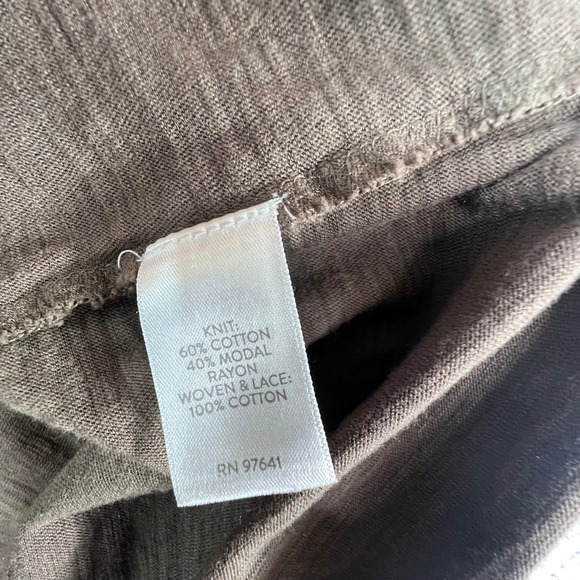 KNIT:
60% COTTON
40% MODAL
RAYON
WOVEN & LACE:
100% COTTON
RN 97641